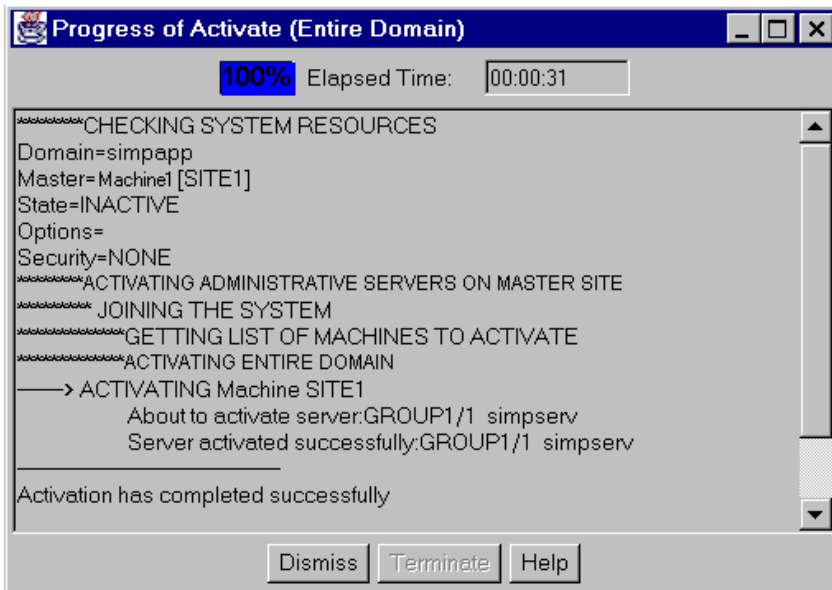 Progress of Activate (Entire Domain)
100% Elapsed Time: 00:00:31
*********CHECKING SYSTEM RESOURCES
Domain=simpapp
Master=Machine1 [SITE1]
State=INACTIVE
Options=
Security=NONE
*********ACTIVATING ADMINISTRATIVE SERVERS ON MASTER SITE
********** JOINING THE SYSTEM
***************GETTING LIST OF MACHINES TO ACTIVATE
***************ACTIVATING ENTIRE DOMAIN
-----> ACTIVATING Machine SITE1
About to activate server:GROUP1/1 simpserv
Server activated successfully:GROUP1/1 simpserv
-----------------------------
Activation has completed successfully
Dismiss Terminate Help